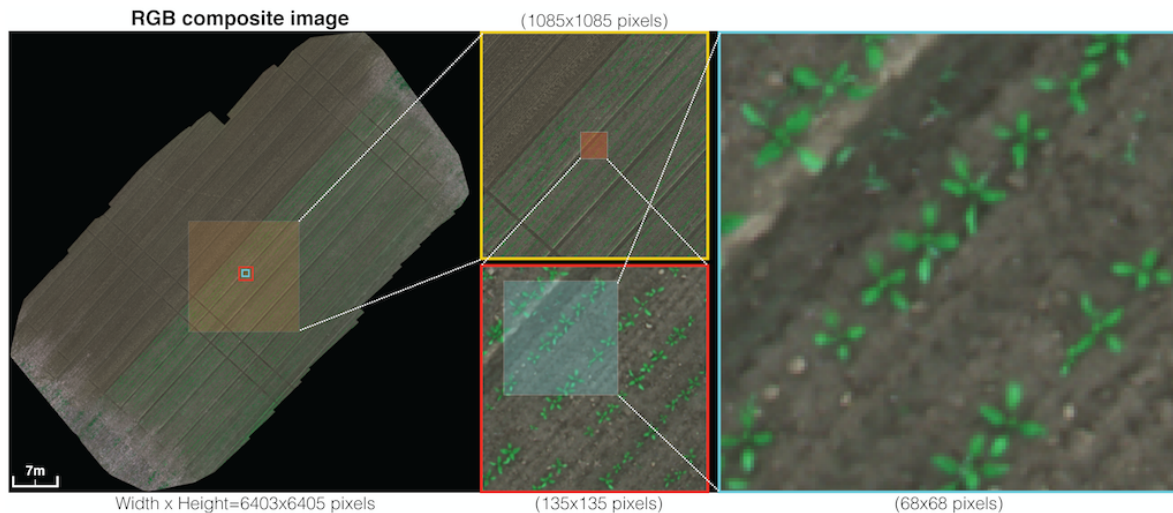 RGB composite image
(1085x1085 pixels)
7m
Width x Height=6403x6405 pixels
(135x135 pixels)
(68x68 pixels)